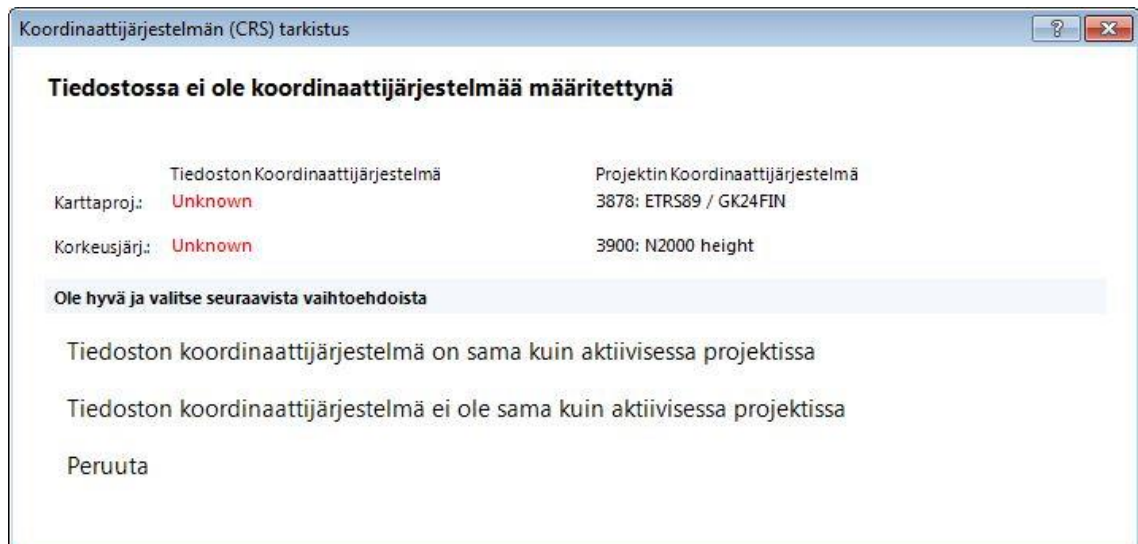 Koordinaattijärjestelmän (CRS) tarkistus
Tiedostossa ei ole koordinaattijärjestelmää määritettynä
Tiedoston Koordinaattijärjestelmä Projektin Koordinaattijärjestelmä
Karttaproj.: Unknown 3878: ETRS89 / GK24FIN
Korkeusjärj.: Unknown 3900: N2000 height
Ole hyvä ja valitse seuraavista vaihtoehdoista
Tiedoston koordinaattijärjestelmä on sama kuin aktiivisessa projektissa
Tiedoston koordinaattijärjestelmä ei ole sama kuin aktiivisessa projektissa
Peruuta